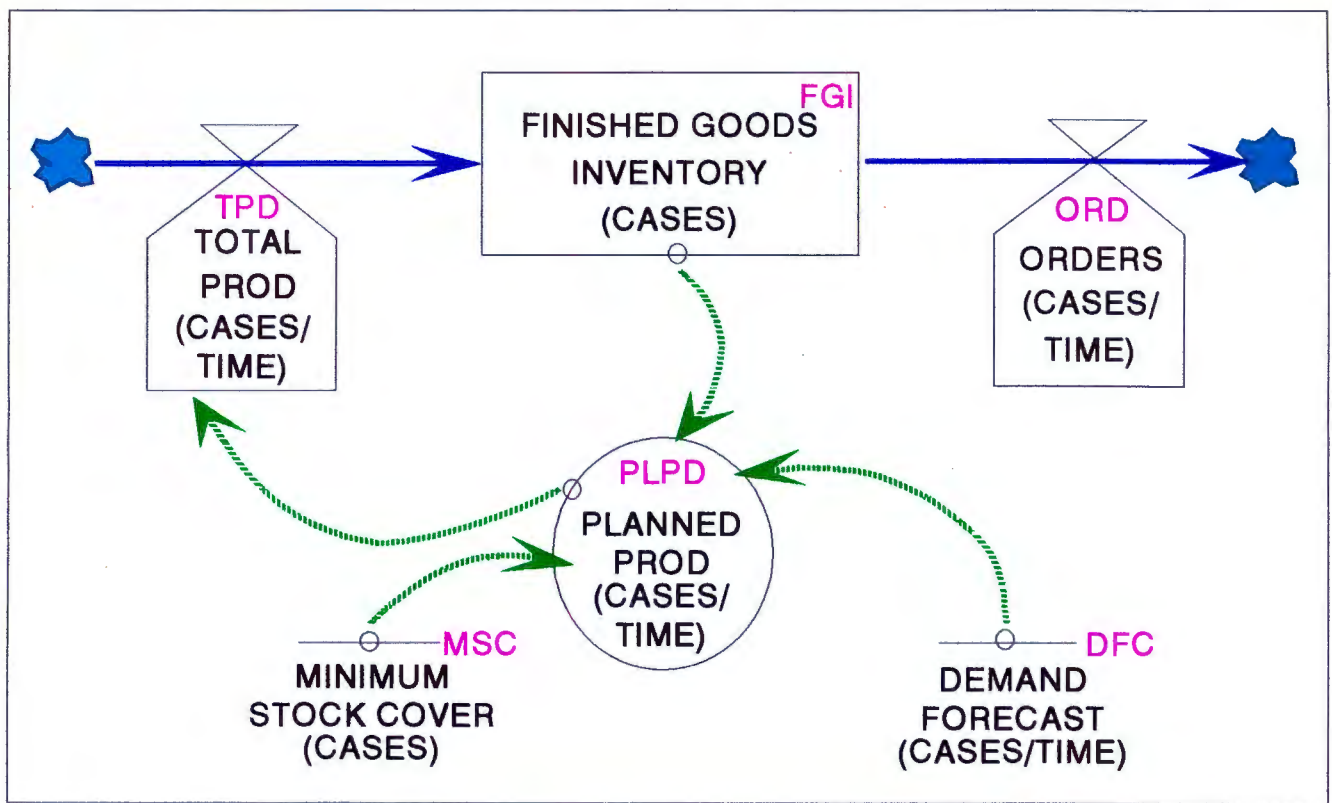 FGI
FINISHED GOODS
INVENTORY
(CASES)
TPD
TOTAL
PROD
(CASES/
TIME)
ORD
ORDERS
(CASES/
TIME)
PLPD
PLANNED
PROD
(CASES/
TIME)
MSC
MINIMUM
STOCK COVER
(CASES)
DFC
DEMAND
FORECAST
(CASES/TIME)